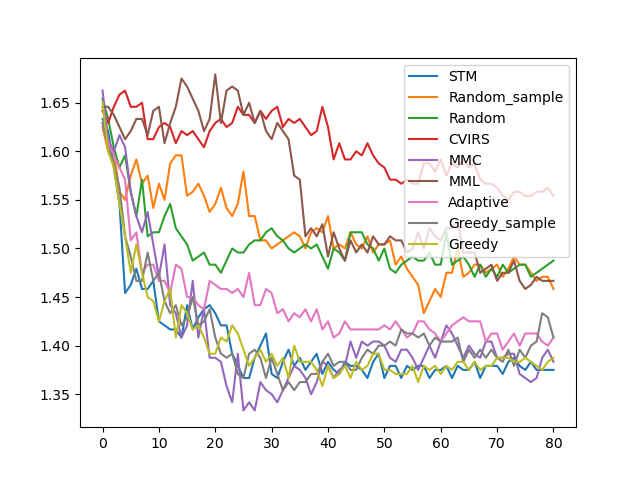 1.65
1.60
1.55
1.50
1.45
1.40
1.35
0 10 20 30 40 50 60 70 80
STM
Random_sample
Random
CVIRS
MMC
MML
Adaptive
Greedy_sample
Greedy